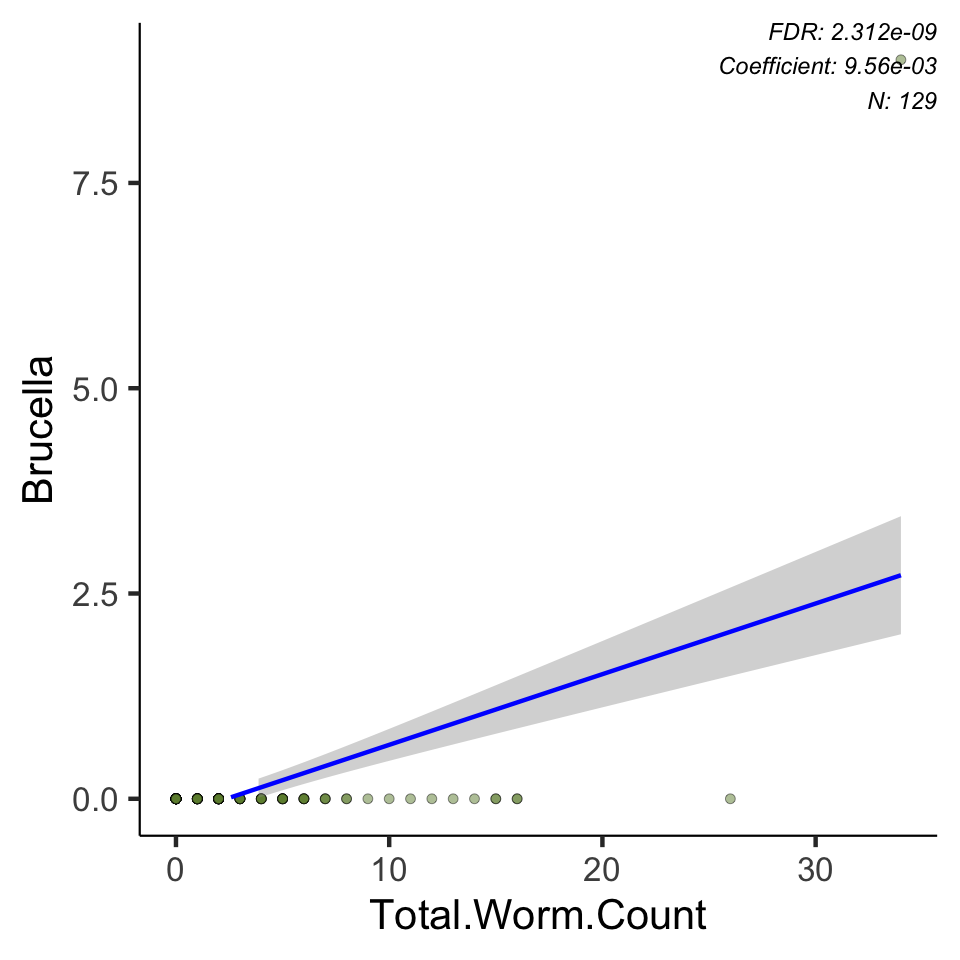 FDR: 2.312e-09
Coefficient: 9.56e-03
N: 129
7.5
5.0
2.5
0.0
Brucella
0 10 20 30
Total.Worm.Count